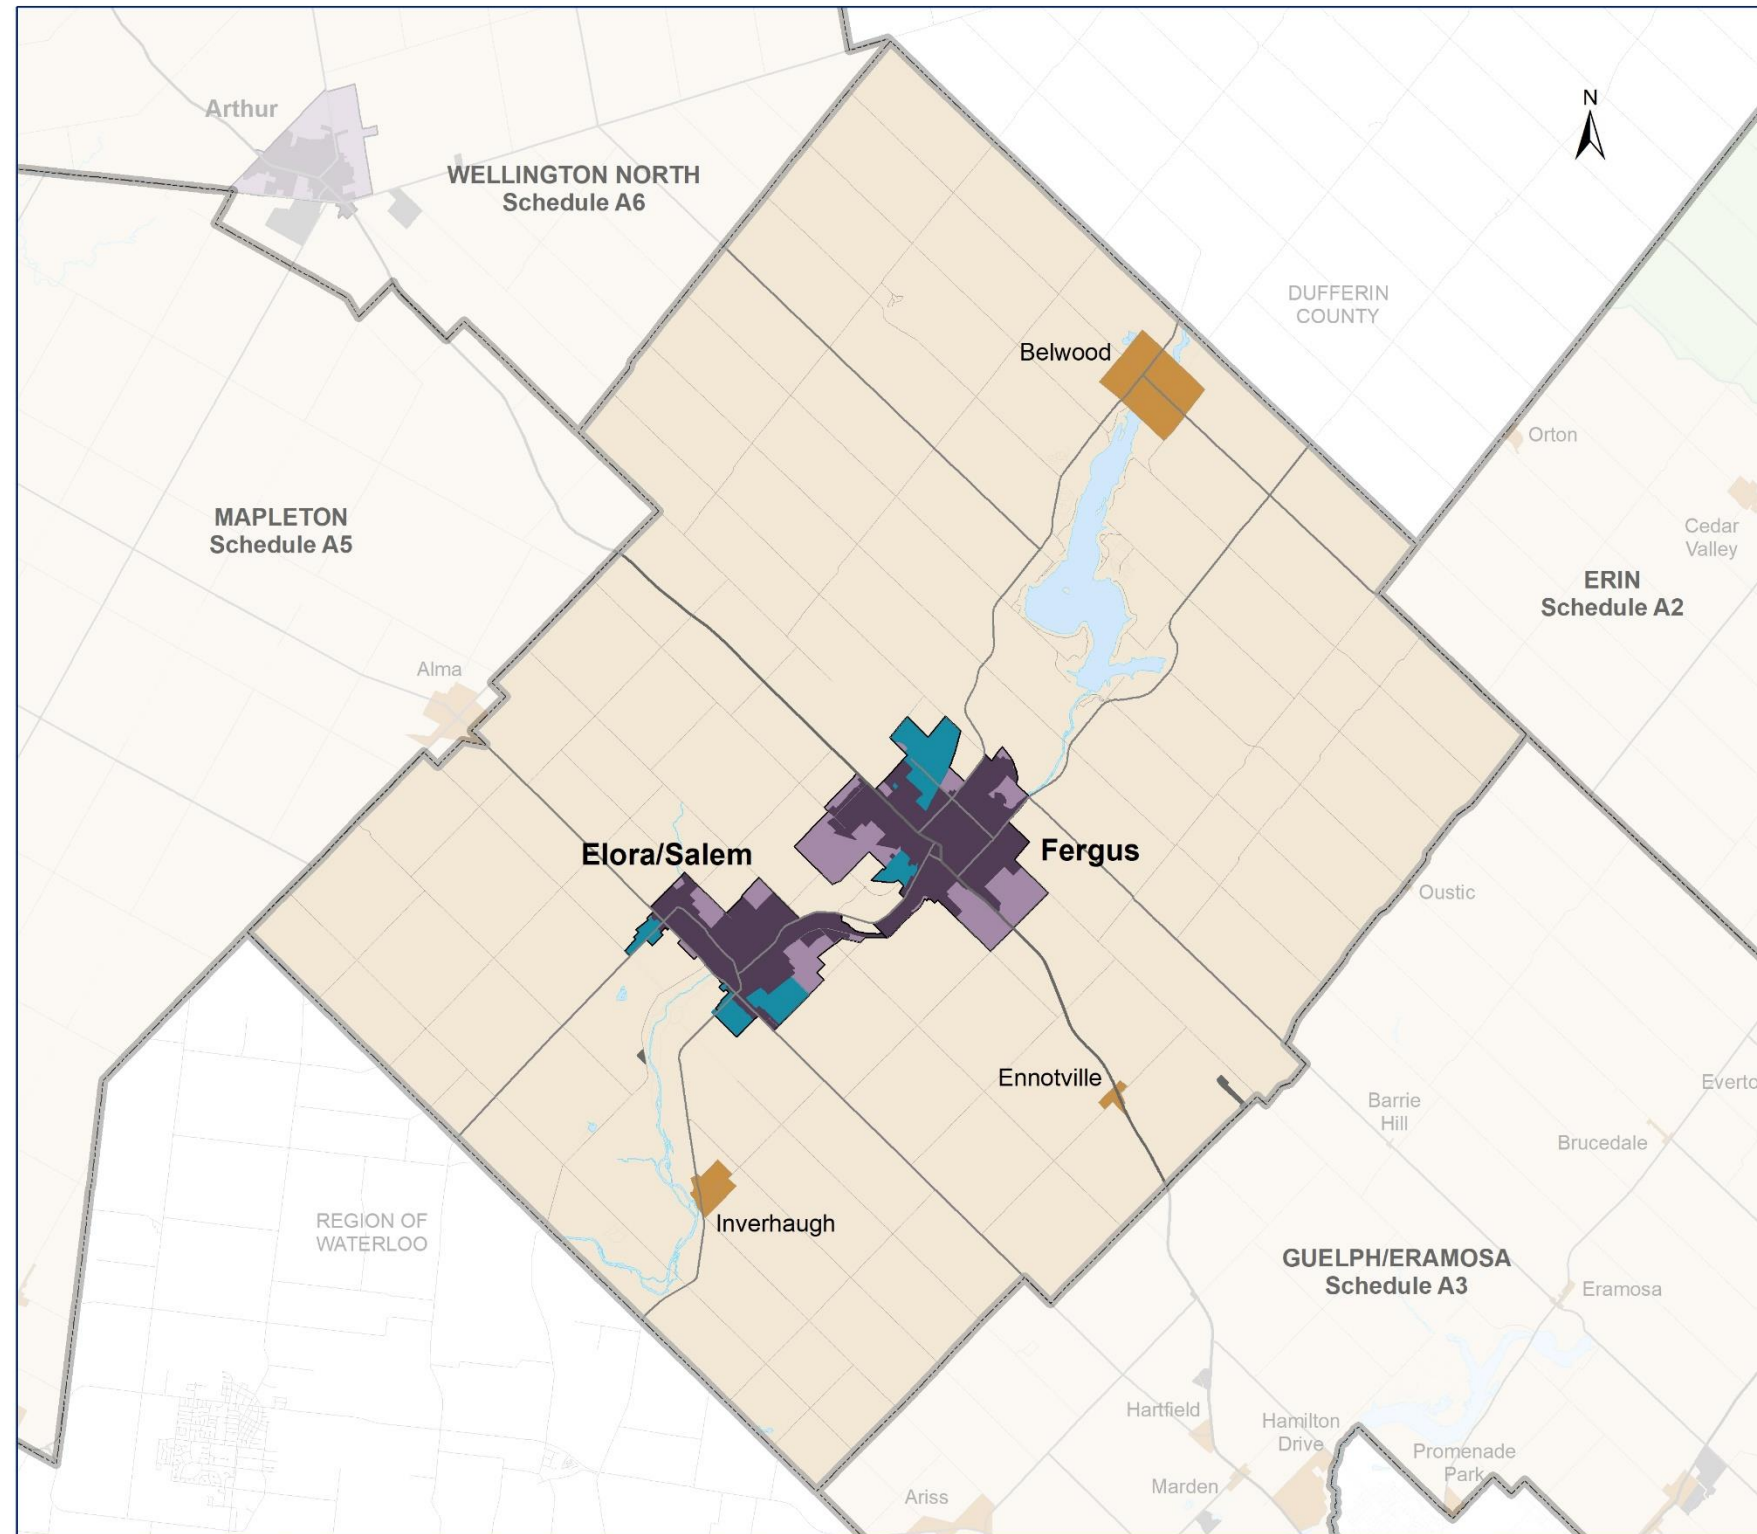 N
Arthur
WELLINGTON NORTH
Schedule A6
DUFFERIN
COUNTY
Belwood
Orton
MAPLETON
Schedule A5
Cedar
Valley
ERIN
Schedule A2
Alma
Elora/Salem
Fergus
Oustic
Ennotville
Barrie
Hill
Everto
Brucedale
REGION OF
WATERLOO
Inverhaugh
GUELPH/ERAMOSA
Schedule A3
Eramosa
Hartfield
Hamilton
Drive
Promenade
Park
Marden
Ariss